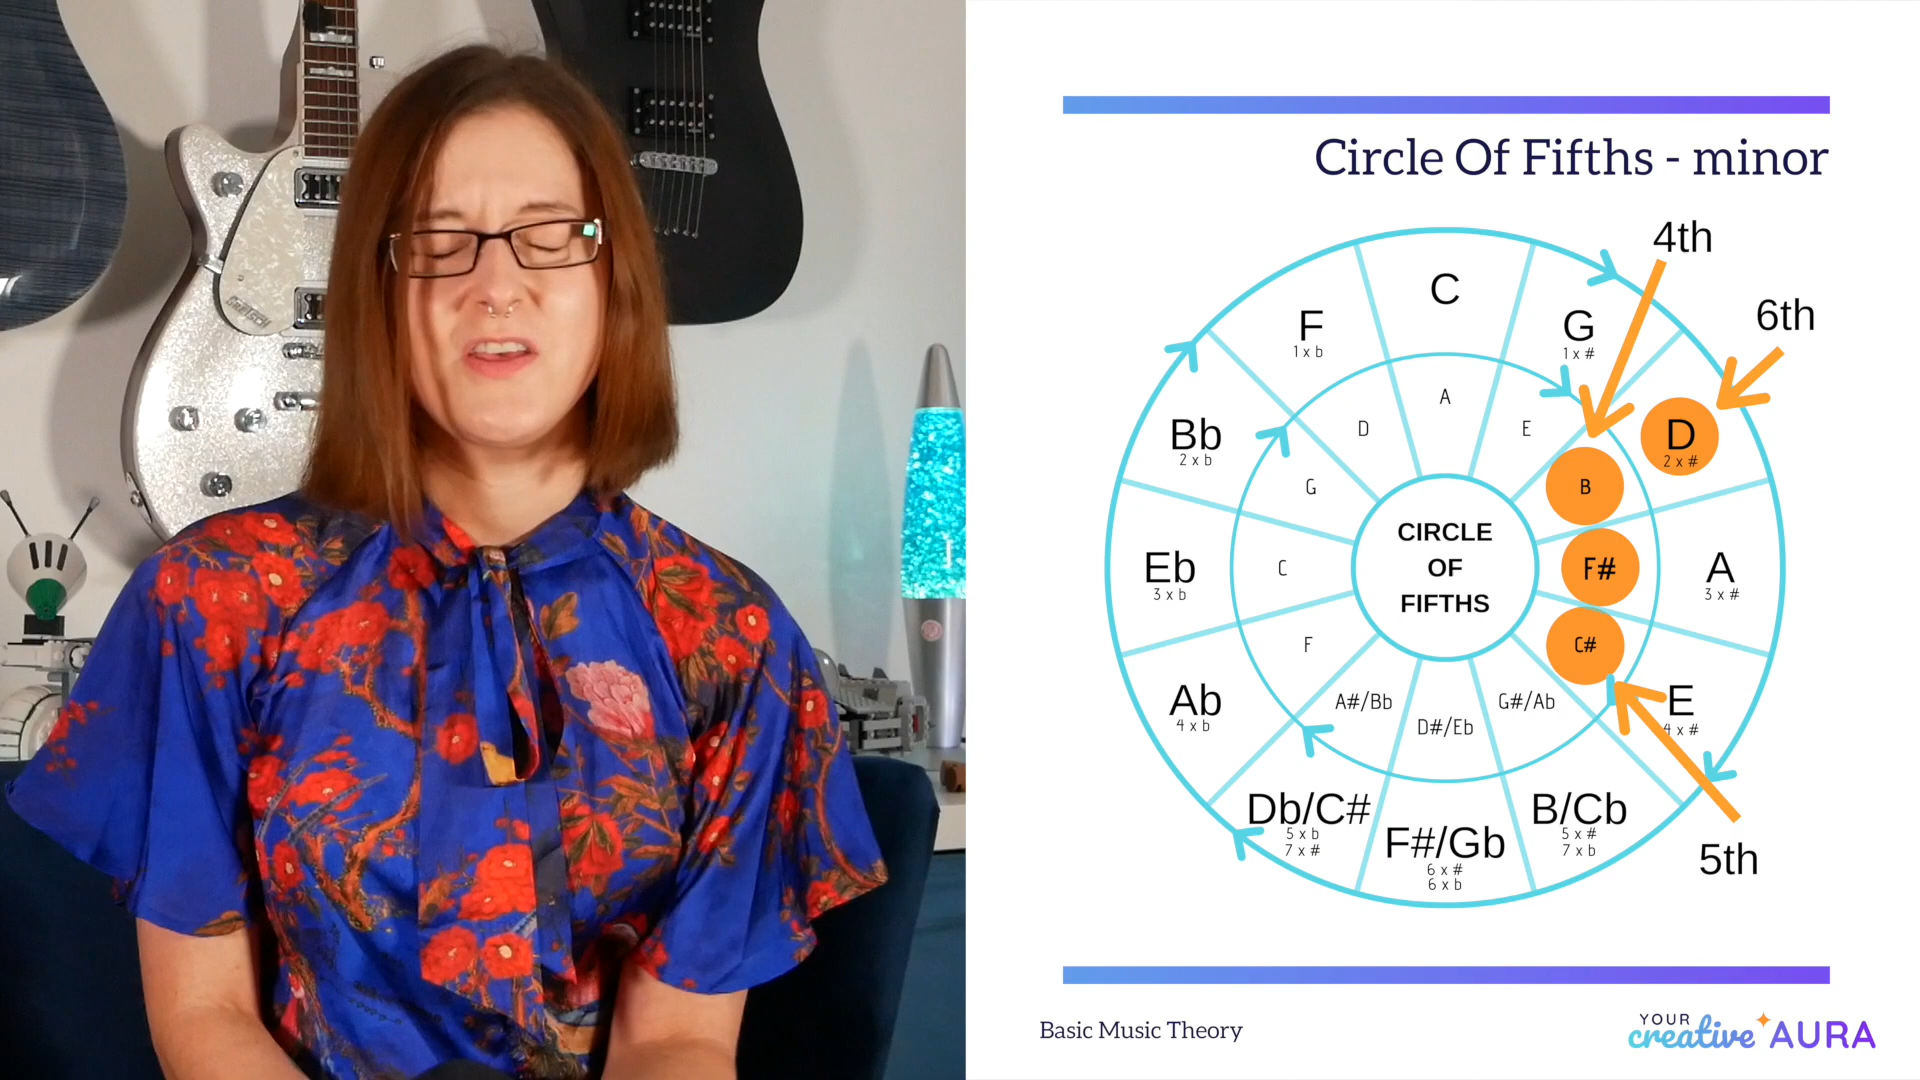 GRETSCH
Circle Of Fifths - minor
4th
6th
5th
C
G
1 x #
D
2 x #
A
3 x #
E
4 x #
B/Cb
5 x #
7 x b
F#/Gb
6 x #
6 x b
Db/C#
5 x b
7 x #
Ab
4 x b
Eb
3 x b
Bb
2 x b
F
1 x b
A
E
B
F#
C#
G#/Ab
D#/Eb
A#/Bb
F
C
G
D
CIRCLE
OF
FIFTHS
Basic Music Theory
YOUR
creative AURA